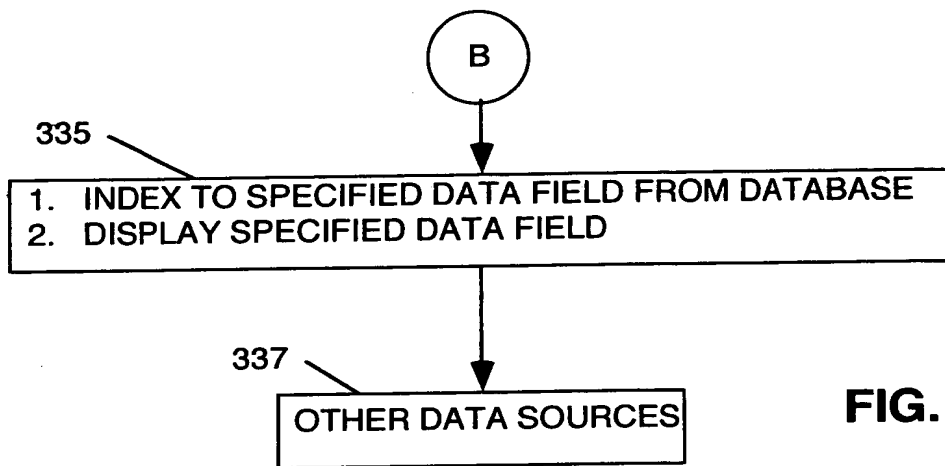 B
335
1. INDEX TO SPECIFIED DATA FIELD FROM DATABASE
2. DISPLAY SPECIFIED DATA FIELD
337
OTHER DATA SOURCES
FIG.